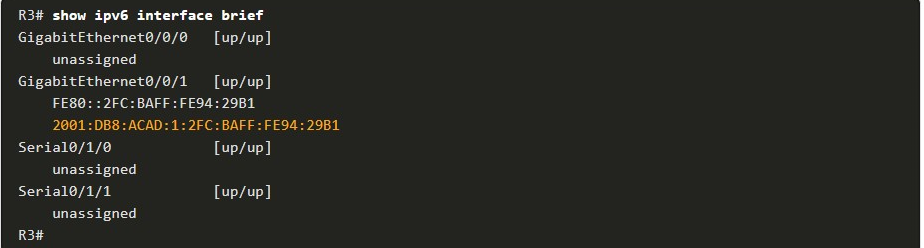 R3# show ipv6 interface brief
GigabitEthernet0/0/0   [up/up]
    unassigned
GigabitEthernet0/0/1   [up/up]
    FE80::2FC:BAFF:FE94:29B1
    2001:DB8:ACAD:1:2FC:BAFF:FE94:29B1
Serial0/1/0            [up/up]
    unassigned
Serial0/1/1            [up/up]
    unassigned
R3#